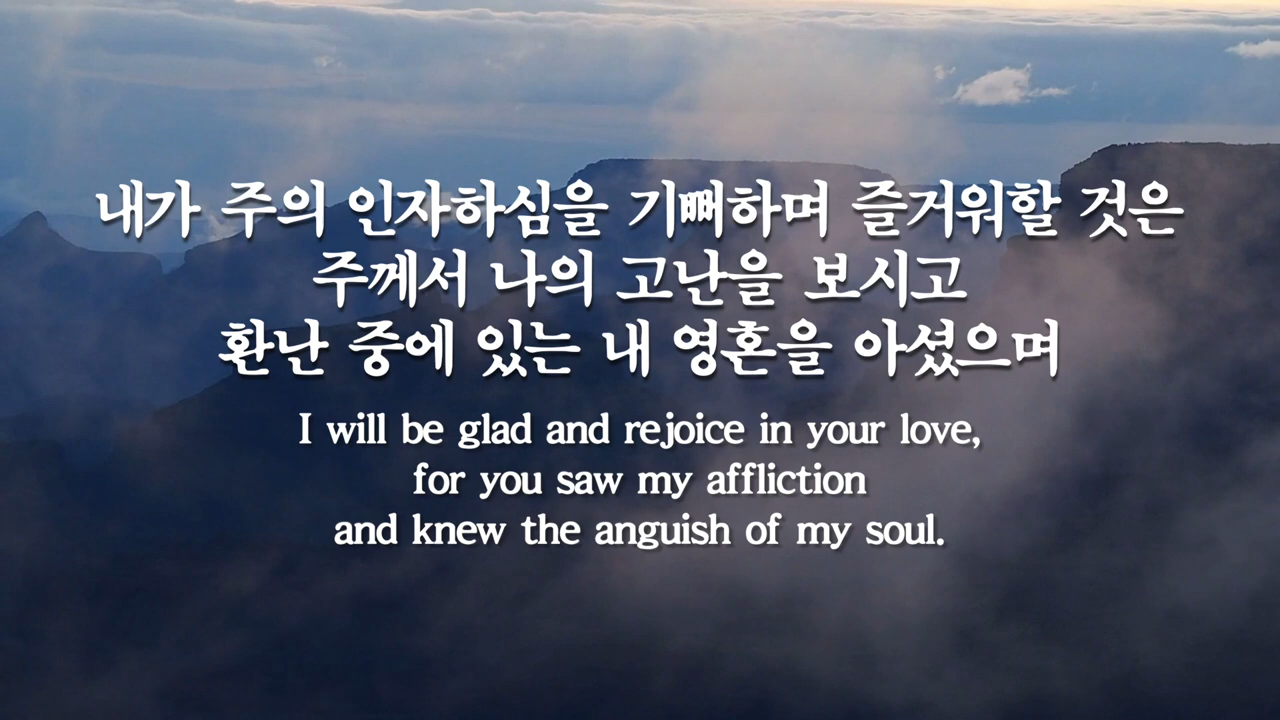 내가 주의 인자하심을 기뻐하며 즐거워할 것은
주께서 나의 고난을 보시고
환난 중에 있는 내 영혼을 아셨으며
I will be glad and rejoice in your love,
for you saw my affliction
and knew the anguish of my soul.